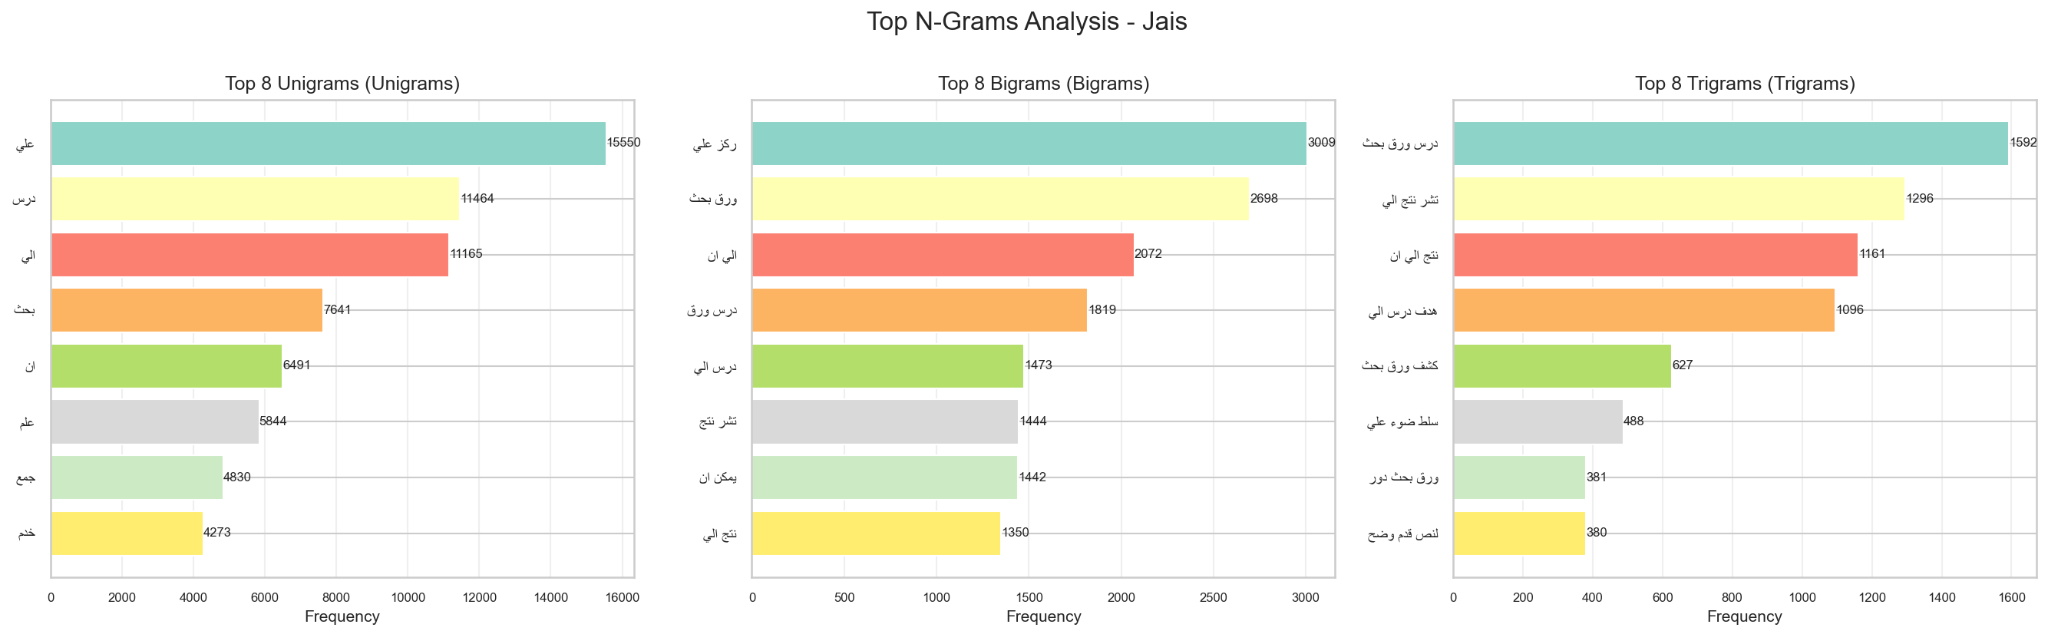 Top N-Grams Analysis - Jais
Top 8 Unigrams (Unigrams)
علي
15550
درس
11464
الي
11165
بحث
7641
ان
6491
علم
5844
جمع
4830
خدم
4273
0 2000 4000 6000 8000 10000 12000 14000 16000
Frequency
Top 8 Bigrams (Bigrams)
ركز علي
3009
ورق بحث
2698
الي ان
2072
درس ورق
1819
درس الي
1473
تشر نتج
1444
يمكن ان
1442
نتج الي
1350
0 500 1000 1500 2000 2500 3000
Frequency
Top 8 Trigrams (Trigrams)
درس ورق بحث
1592
تشر نتج الي
1296
نتج الي ان
1161
هدف درس الي
1096
كشف ورق بحث
627
سلط ضوء علي
488
ورق بحث دور
381
لنص قدم وضح
380
0 200 400 600 800 1000 1200 1400 1600
Frequency